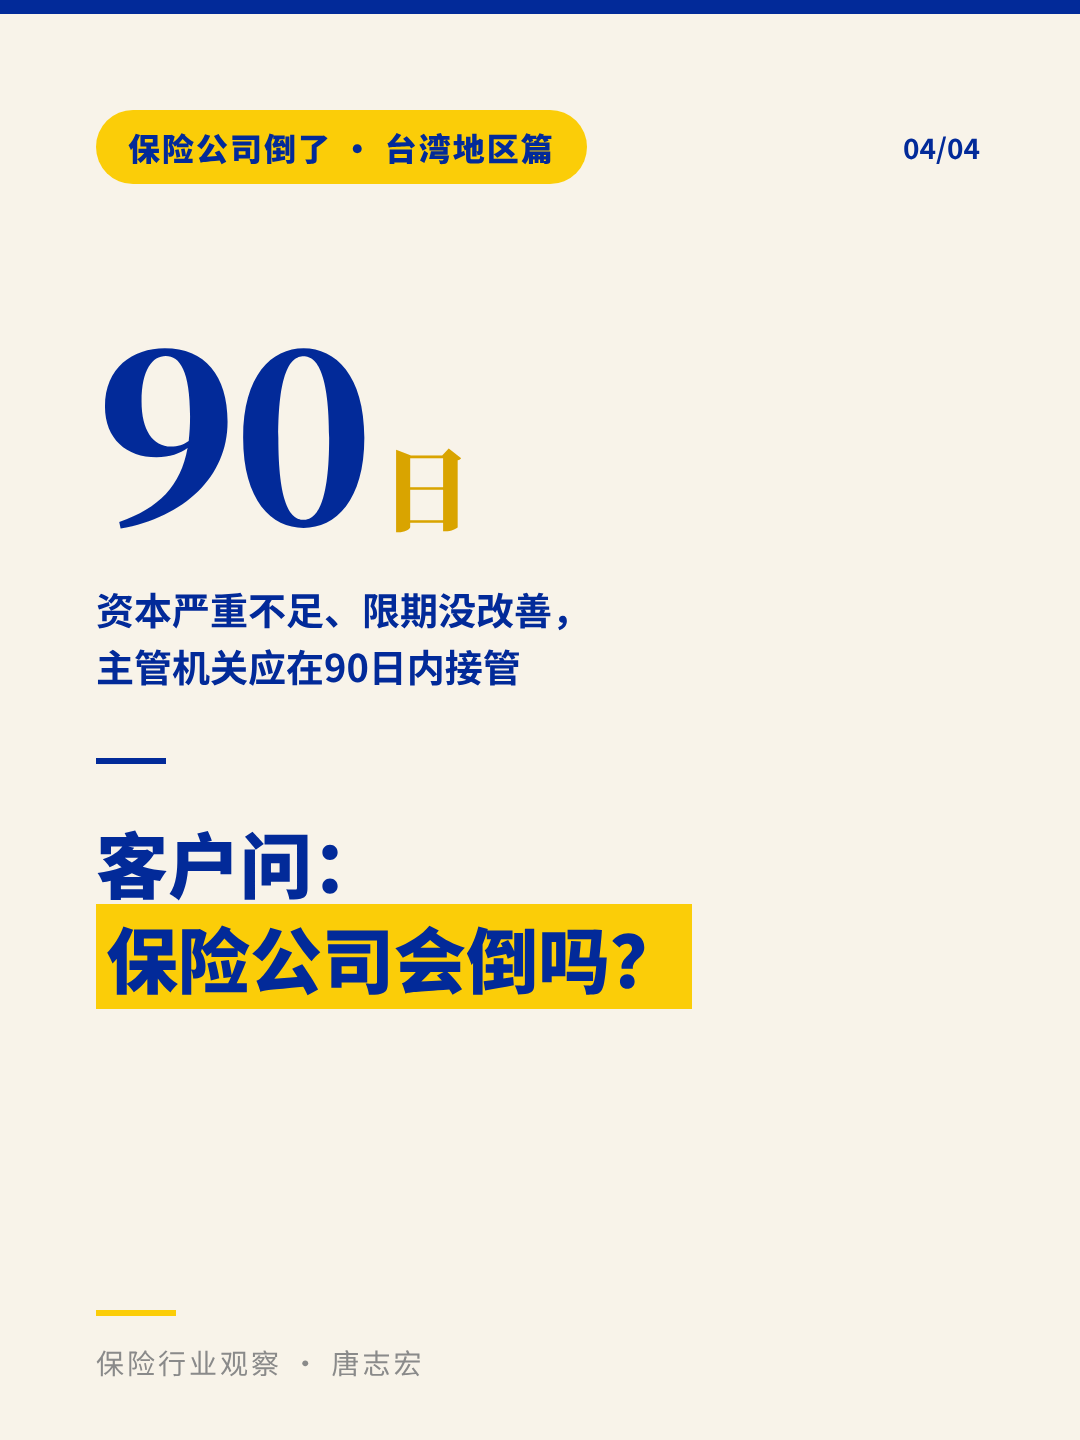 保险公司倒了 · 台湾地区篇
04/04
90日
资本严重不足、限期没改善，
主管机关应在90日内接管
客户问：
保险公司会倒吗？
保险行业观察 · 唐志宏